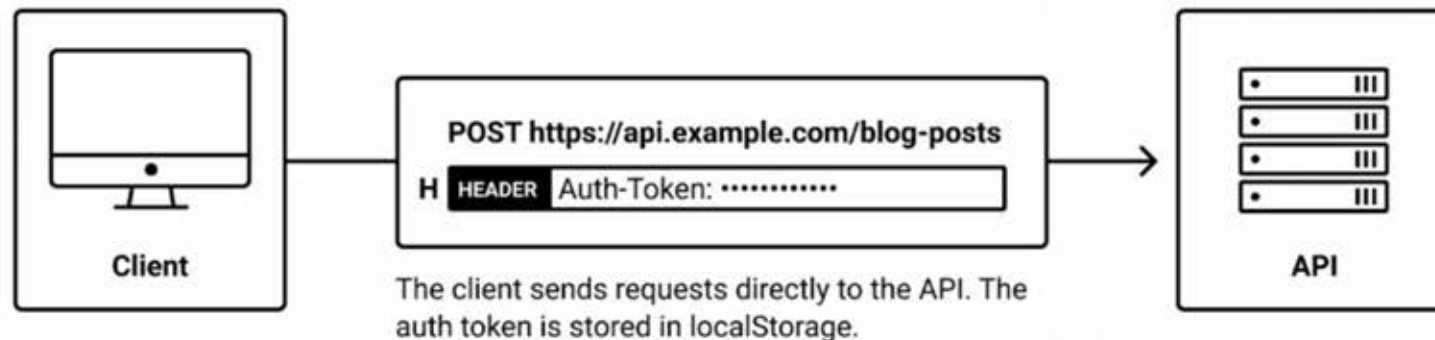 POST https://api.example.com/blog-posts
H HEADER Auth-Token: ••••••••••••
Client
API
The client sends requests directly to the API. The
auth token is stored in localStorage.